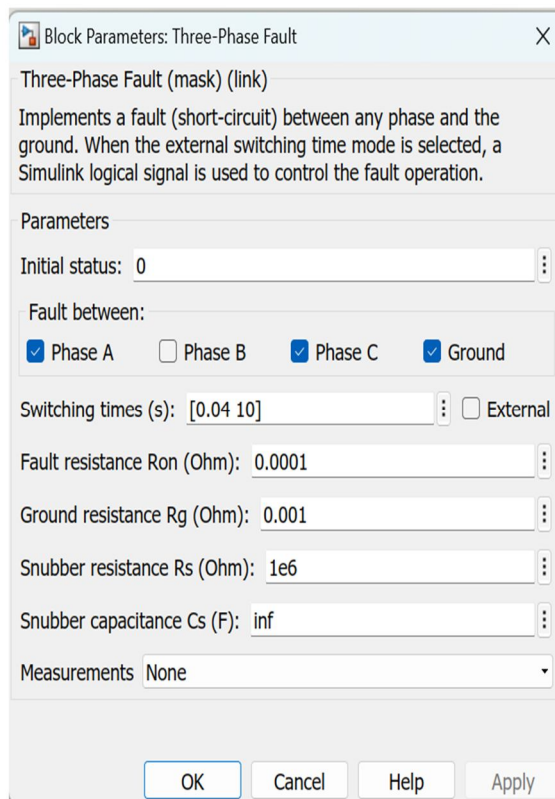 Block Parameters: Three-Phase Fault X
Three-Phase Fault (mask) (link)
Implements a fault (short-circuit) between any phase and the
ground. When the external switching time mode is selected, a
Simulink logical signal is used to control the fault operation.
Parameters
Initial status: 0
Fault between:
Phase A Phase B Phase C Ground
Switching times (s): [0.04 10] External
Fault resistance Ron (Ohm): 0.0001
Ground resistance Rg (Ohm): 0.001
Snubber resistance Rs (Ohm): 1e6
Snubber capacitance Cs (F): inf
Measurements None
OK Cancel Help Apply